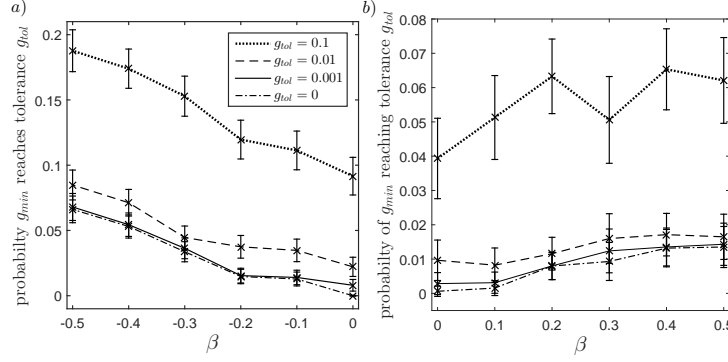 a)
probabilty g_min reaches tolerance g_tol
0.2
0.15
0.1
0.05
0
-0.5 -0.4 -0.3 -0.2 -0.1 0
β
g_tol = 0.1
g_tol = 0.01
g_tol = 0.001
g_tol = 0
b)
probabilty of g_min reaching tolerance g_tol
0.08
0.07
0.06
0.05
0.04
0.03
0.02
0.01
0
0 0.1 0.2 0.3 0.4 0.5
β